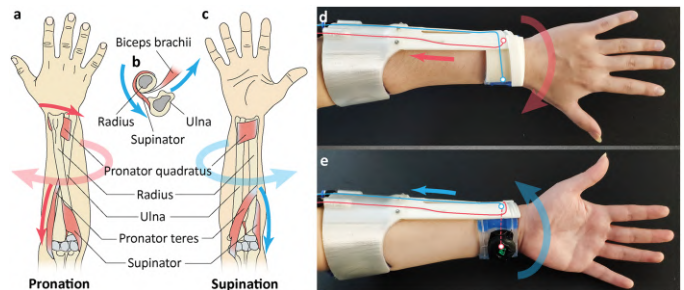 a
c
d
Biceps brachii
b
Radius
Ulna
Supinator
Pronator quadratus
Radius
Ulna
Pronator teres
Supinator
Pronation
Supination
e